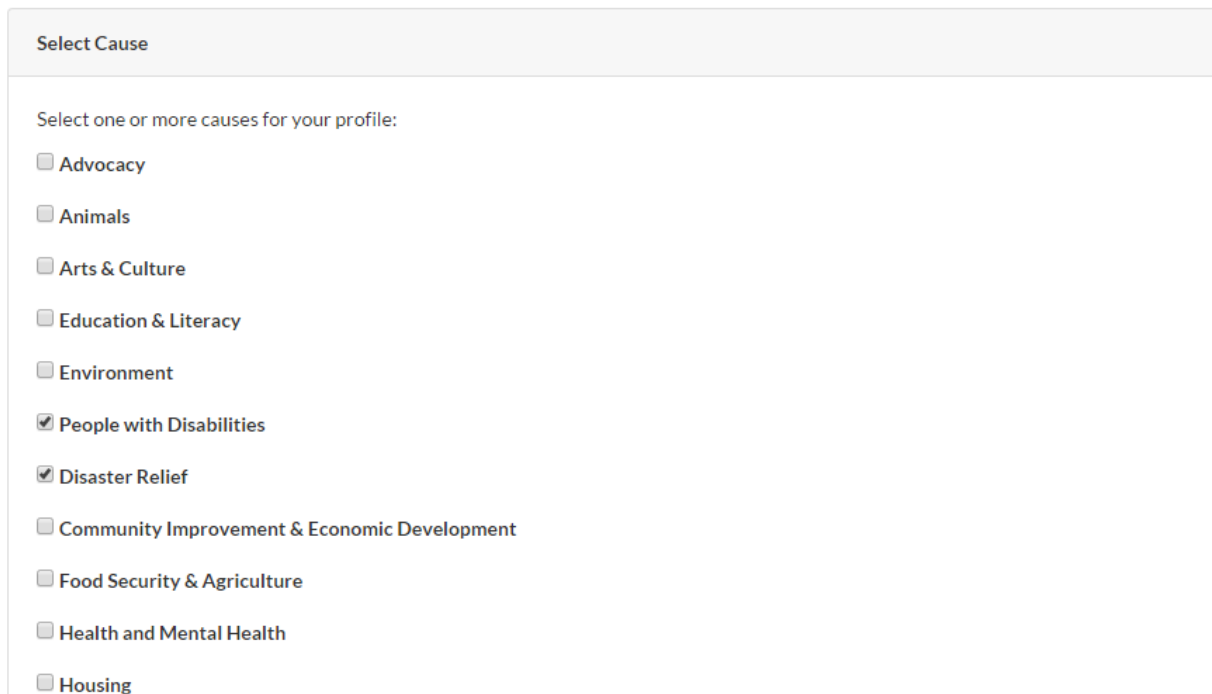 Select Cause
Select one or more causes for your profile:
Advocacy
Animals
Arts & Culture
Education & Literacy
Environment
People with Disabilities
Disaster Relief
Community Improvement & Economic Development
Food Security & Agriculture
Health and Mental Health
Housing